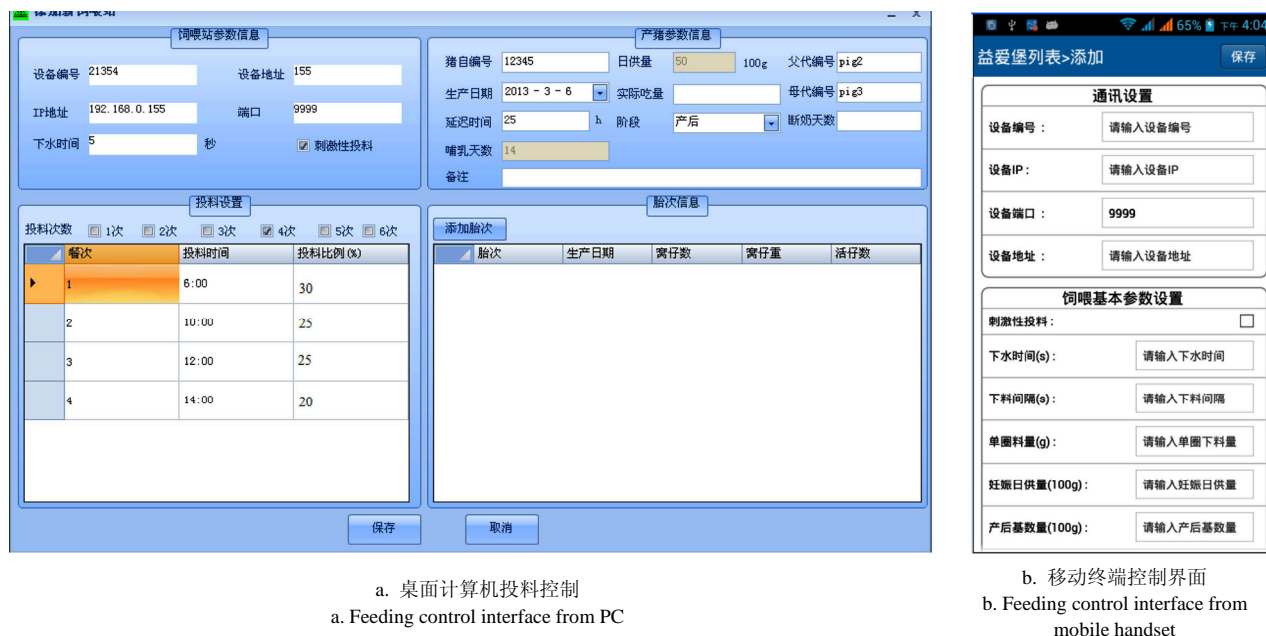 添加新饲喂站
饲喂站参数信息
设备编号 21354 设备地址 155
IP地址 192.168.0.155 端口 9999
下水时间 5 秒 刺激性投料
产猪参数信息
猪自编号 12345 日供量 50 100g 父代编号 pig2
生产日期 2013 - 3 - 6 实际吃量 母代编号 pig3
延迟时间 25 h 阶段 产后 断奶天数
哺乳天数 14
备注
投料设置
投料次数 1次 2次 3次 4次 5次 6次
餐次 投料时间 投料比例(%)
1 6:00 30
2 10:00 25
3 12:00 25
4 14:00 20
胎次信息
添加胎次
胎次 生产日期 窝仔数 窝仔重 活仔数
保存 取消
a. 桌面计算机投料控制
a. Feeding control interface from PC
65% 下午 4:04
益爱堡列表>添加 保存
通讯设置
设备编号： 请输入设备编号
设备IP： 请输入设备IP
设备端口： 9999
设备地址： 请输入设备地址
饲喂基本参数设置
刺激性投料：
下水时间(s)： 请输入下水时间
下料间隔(s)： 请输入下料间隔
单圈料量(g)： 请输入单圈下料量
妊娠日供量(100g)： 请输入妊娠日供量
产后基数量(100g)： 请输入产后基数量
b. 移动终端控制界面
b. Feeding control interface from
mobile handset